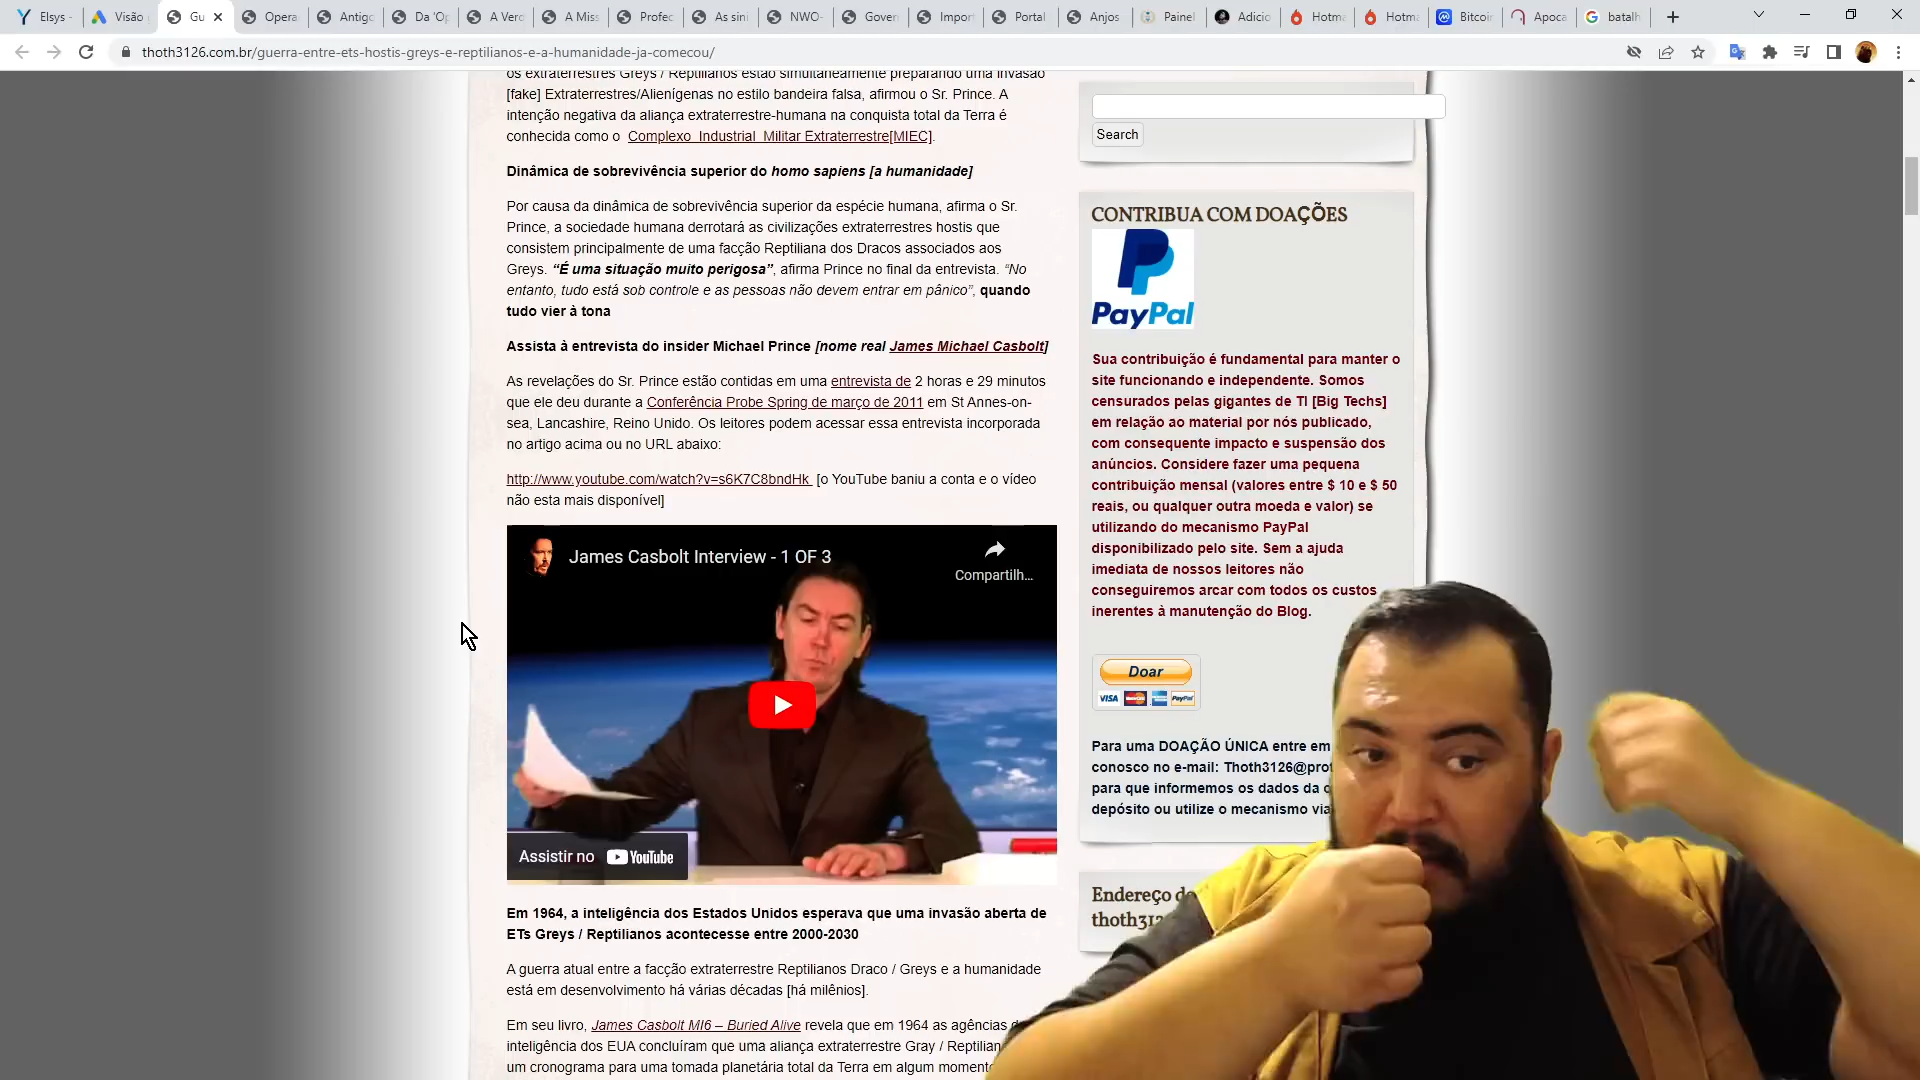 Elsys -
Visão
Gu
Opera
Antigo
Da 'O
A Vero
A Miss
Profec
As sin
NWO-
Gover
Import
Portal
Anjos
Painel
Adicio
Hotma
Hotma
Bitcoin
Apoca
batalh
thoth3126.com.br/guerra-entre-ets-hostis-greys-e-reptilianos-e-a-humanidade-ja-comecou/
os extraterrestres Greys / Reptilianos estão simultaneamente preparando uma invasão
[fake] Extraterrestres/Alienígenas no estilo bandeira falsa, afirmou o Sr. Prince. A
intenção negativa da aliança extraterrestre-humana na conquista total da Terra é
conhecida como o Complexo Industrial Militar Extraterrestre[MIEC].
Dinâmica de sobrevivência superior do homo sapiens [a humanidade]
Por causa da dinâmica de sobrevivência superior da espécie humana, afirma o Sr.
Prince, a sociedade humana derrotará as civilizações extraterrestres hostis que
consistem principalmente de uma facção Reptiliana dos Dracos associados aos
Greys. “É uma situação muito perigosa”, afirma Prince no final da entrevista. “No
entanto, tudo está sob controle e as pessoas não devem entrar em pânico”, quando
tudo vier à tona
Assista à entrevista do insider Michael Prince [nome real James Michael Casbolt]
As revelações do Sr. Prince estão contidas em uma entrevista de 2 horas e 29 minutos
que ele deu durante a Conferência Probe Spring de março de 2011 em St Annes-on-
sea, Lancashire, Reino Unido. Os leitores podem acessar essa entrevista incorporada
no artigo acima ou no URL abaixo:
http://www.youtube.com/watch?v=s6K7C8bndHk [o YouTube baniu a conta e o vídeo
não esta mais disponível]
James Casbolt Interview - 1 OF 3
Compartilh...
Assistir no YouTube
Em 1964, a inteligência dos Estados Unidos esperava que uma invasão aberta de
ETs Greys / Reptilianos acontecesse entre 2000-2030
A guerra atual entre a facção extraterrestre Reptilianos Draco / Greys e a humanidade
está em desenvolvimento há várias décadas [há milênios].
Em seu livro, James Casbolt MI6 – Buried Alive revela que em 1964 as agências
inteligência dos EUA concluíram que uma aliança extraterrestre Gray / Reptilian
um cronograma para uma tomada planetária total da Terra em algum moment
Search
CONTRIBUA COM DOAÇÕES
PayPal
Sua contribuição é fundamental para manter o
site funcionando e independente. Somos
censurados pelas gigantes de TI [Big Techs]
em relação ao material por nós publicado,
com consequente impacto e suspensão dos
anúncios. Considere fazer uma pequena
contribuição mensal (valores entre $ 10 e $ 50
reais, ou qualquer outra moeda e valor) se
utilizando do mecanismo PayPal
disponibilizado pelo site. Sem a ajuda
imediata de nossos leitores não
conseguiremos arcar com todos os custos
inerentes à manutenção do Blog.
Doar
VISA PayPal
Para uma DOAÇÃO ÚNICA entre em
conosco no e-mail: Thoth3126@pro
para que informemos os dados da
depósito ou utilize o mecanismo via
Endereço d
thoth312